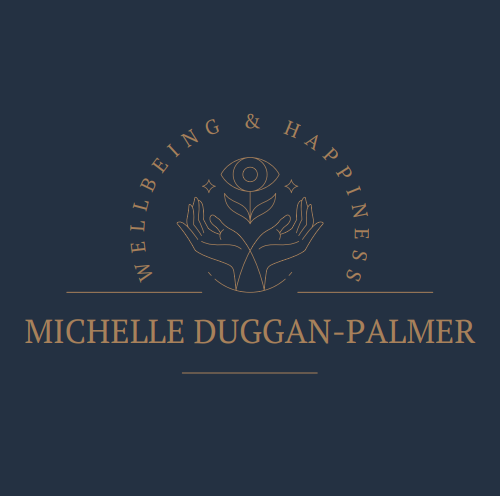 WELLBEING & HAPPINESS
MICHELLE DUGGAN-PALMER